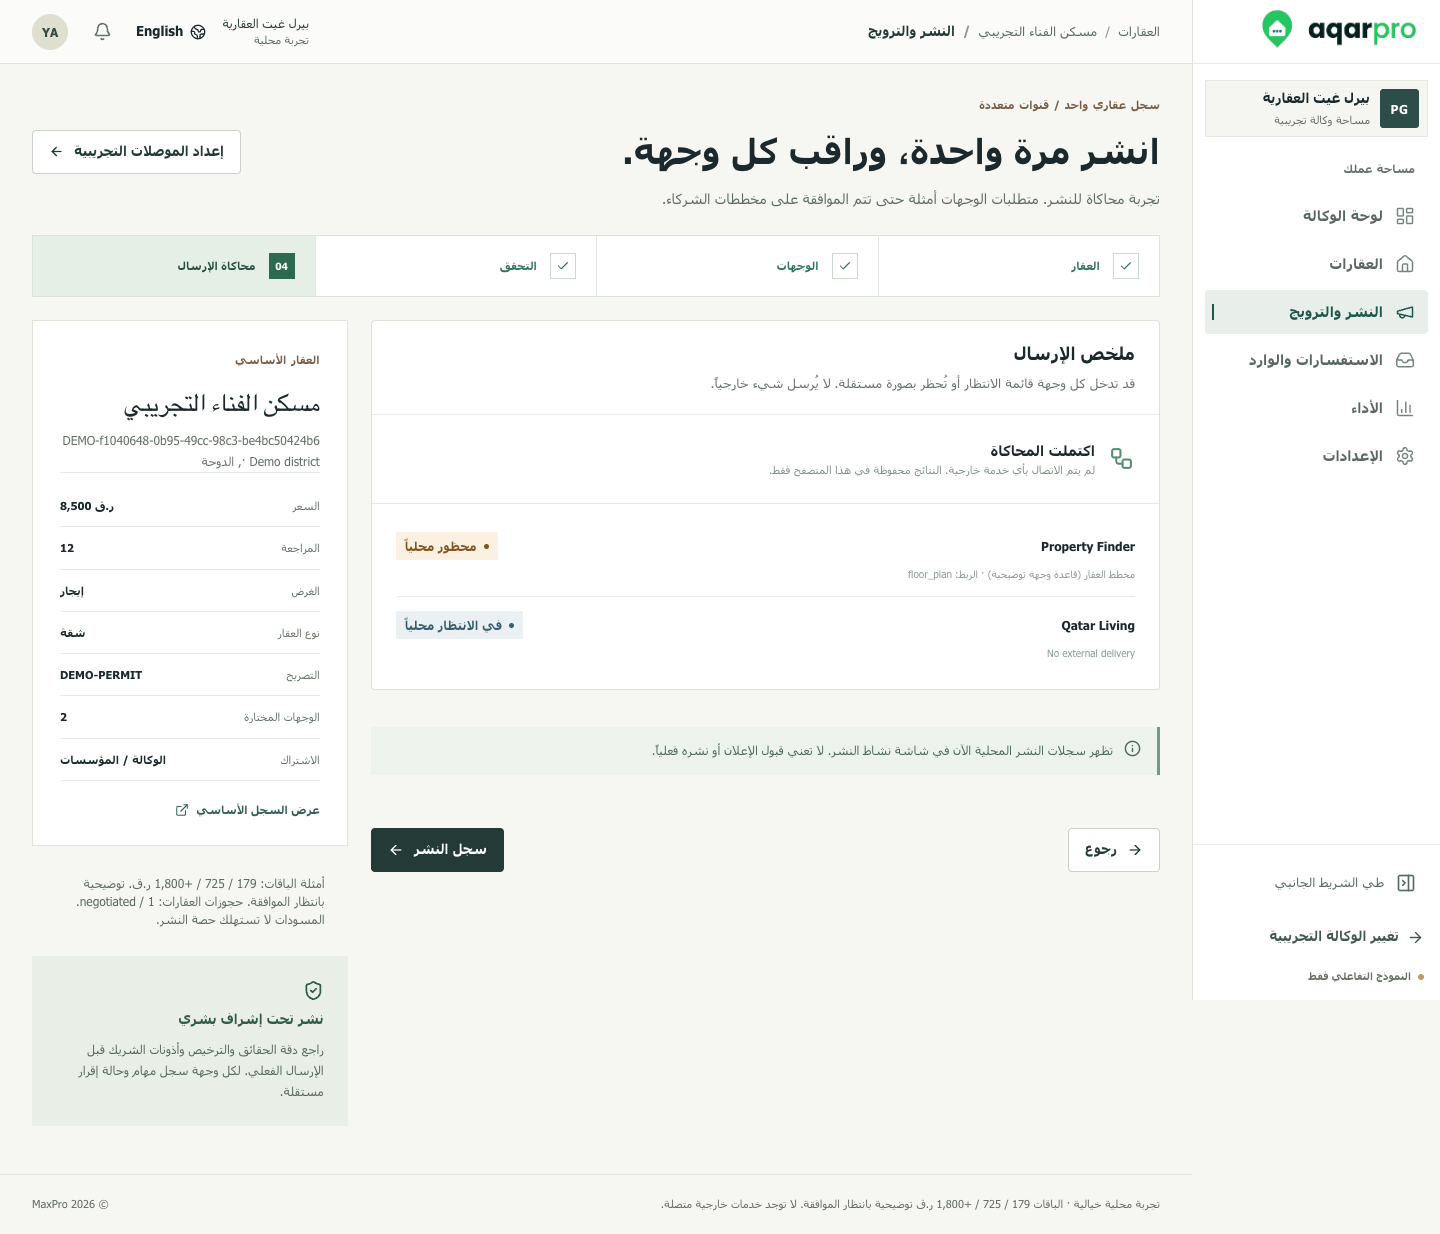 aqarpro
PG
بيرل غيت العقارية
مساحة وكالة تجريبية
مساحة عملك
لوحة الوكالة
العقارات
النشر والترويج
الاستفسارات والوارد
الأداء
الإعدادات
طي الشريط الجانبي
تغيير الوكالة التجريبية
النموذج التفاعلي فقط
العقارات / مسكن الفناء التجريبي / النشر والترويج
بيرل غيت العقارية
تجربة محلية
English
YA
سجل عقاري واحد / قنوات متعددة
انشر مرة واحدة، وراقب كل وجهة.
تجربة محاكاة للنشر. متطلبات الوجهات أمثلة حتى تتم الموافقة على مخططات الشركاء.
إعداد الموصلات التجريبية
العقار
الوجهات
التحقق
04 محاكاة الإرسال
ملخص الإرسال
قد تدخل كل وجهة قائمة الانتظار أو تُحظر بصورة مستقلة. لا يُرسل شيء خارجياً.
اكتملت المحاكاة
لم يتم الاتصال بأي خدمة خارجية. النتائج محفوظة في هذا المتصفح فقط.
Property Finder
محظور محلياً
مخطط العقار (قاعدة وجهة توضيحية) · الربط: floor_plan
Qatar Living
في الانتظار محلياً
No external delivery
تظهر سجلات النشر المحلية الآن في شاشة نشاط النشر. لا تعني قبول الإعلان أو نشره فعلياً.
رجوع
سجل النشر
العقار الأساسي
مسكن الفناء التجريبي
DEMO-f1040648-0b95-49cc-98c3-be4bc50424b6
· Demo district, الدوحة
السعر
8,500 ر.ق
المراجعة
12
الغرض
إيجار
نوع العقار
شقة
التصريح
DEMO-PERMIT
الوجهات المختارة
2
الاشتراك
الوكالة / المؤسسات
عرض السجل الأساسي
أمثلة الباقات: 179 / 725 / +1,800 ر.ق. توضيحية
بانتظار الموافقة. حجوزات العقارات: 1 / negotiated.
المسودات لا تستهلك حصة النشر.
نشر تحت إشراف بشري
راجع دقة الحقائق والترخيص وأذونات الشريك قبل
الإرسال الفعلي. لكل وجهة سجل مهام وحالة إقرار
مستقلة.
تجربة محلية خيالية · الباقات 179 / 725 / +1,800 ر.ق توضيحية بانتظار الموافقة. لا توجد خدمات خارجية متصلة.
© 2026 MaxPro